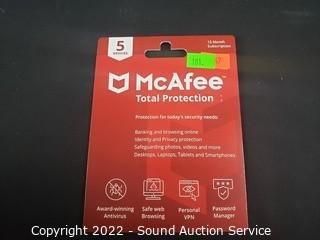 5
DEVICES
Subscription
McAfee
Total Protection
Protection for today's security needs:
Banking and browsing online
Identity and Privacy protection
Safeguarding photos, videos and more
Desktops, Laptops, Tablets and Smartphones
Award-winning
Antivirus
Safe web
Browsing
Personal
VPN
Password
Manager
Copyright 2022 - Sound Auction Service